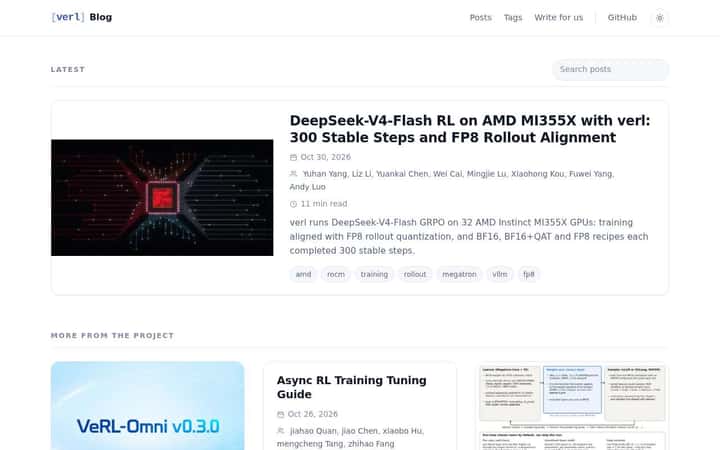 [verl] Blog
Posts Tags Write for us GitHub
LATEST
Search posts
DeepSeek-V4-Flash RL on AMD MI355X with verl:
300 Stable Steps and FP8 Rollout Alignment
Oct 30, 2026
Yuhan Yang, Liz Li, Yuankai Chen, Wei Cai, Mingjie Lu, Xiaohong Kou, Fuwei Yang,
Andy Luo
11 min read
verl runs DeepSeek-V4-Flash GRPO on 32 AMD Instinct MI355X GPUs: training
aligned with FP8 rollout quantization, and BF16, BF16+QAT and FP8 recipes each
completed 300 stable steps.
amd rocm training rollout megatron vllm fp8
MORE FROM THE PROJECT
VeRL-Omni v0.3.0
Async RL Training Tuning
Guide
Oct 26, 2026
jiahao Quan, Jiao Chen, xiaobo Hu,
mengcheng Tang, zhihao Fang